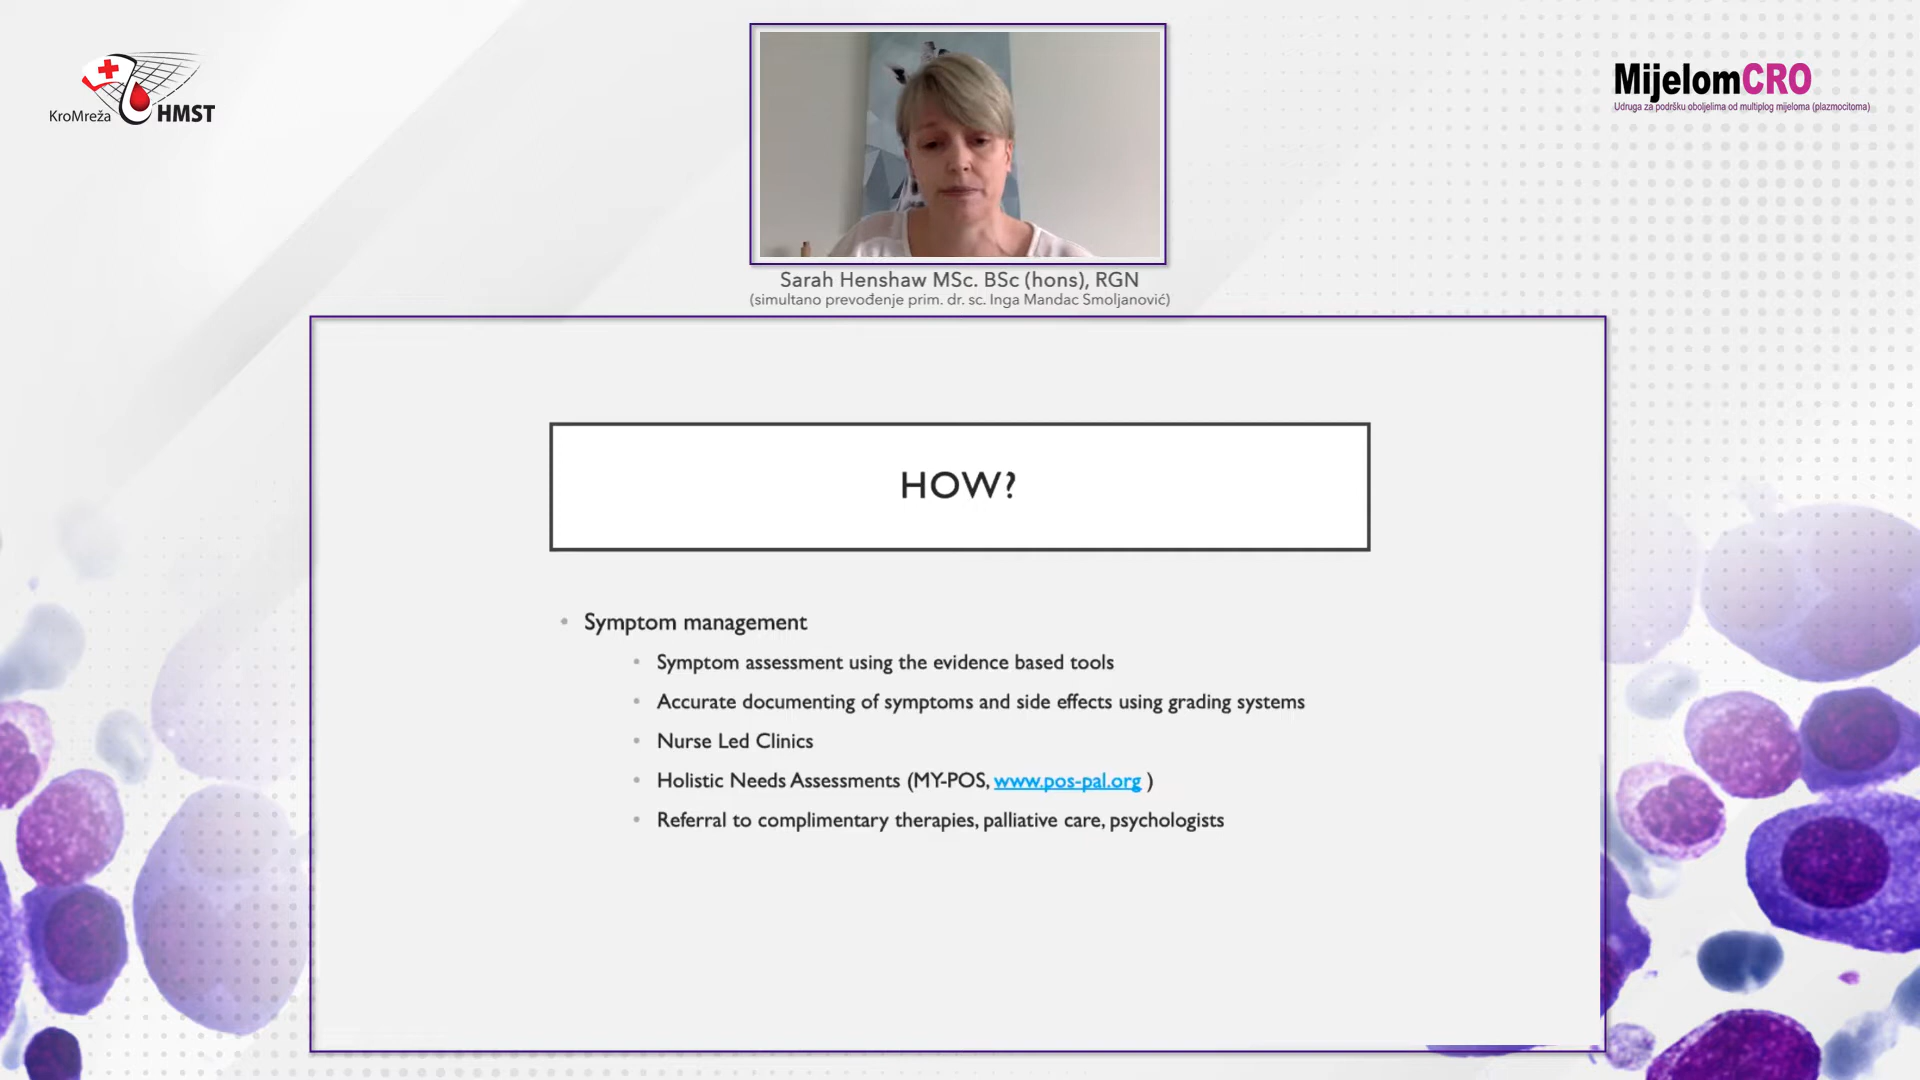 KroMreža HMST
MijelomCRO
Udruga za podršku oboljelima od multiplog mijeloma (plazmocitoma)
Sarah Henshaw MSc. BSc (hons), RGN
(simultano prevođenje prim. dr. sc. Inga Mandac Smoljanović)
HOW?
• Symptom management
• Symptom assessment using the evidence based tools
• Accurate documenting of symptoms and side effects using grading systems
• Nurse Led Clinics
• Holistic Needs Assessments (MY-POS, www.pos-pal.org )
• Referral to complimentary therapies, palliative care, psychologists